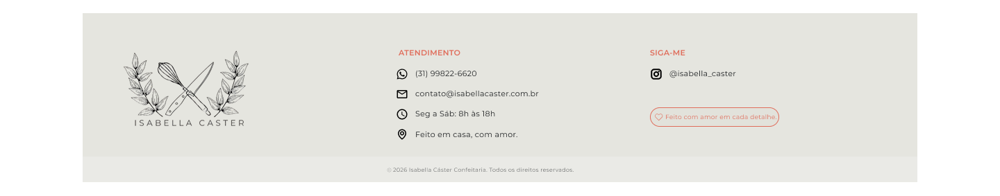 ISABELLA CASTER
ATENDIMENTO
(31) 99822-6620
contato@isabellacaster.com.br
Seg a Sáb: 8h às 18h
Feito em casa, com amor.
SIGA-ME
@isabella_caster
Feito com amor em cada detalhe.
© 2026 Isabella Cáster Confeitaria. Todos os direitos reservados.